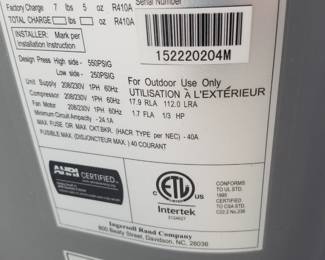 Serial Number
Factory Charge 7 lbs 5 oz R410A
TOTAL CHARGE lbs oz R410A
INSTALLER: Mark per
Installation Instruction
152220204M
Design Press High side - 550PSIG
Low side - 250PSIG
For Outdoor Use Only
UTILISATION À L'EXTÉRIEUR
Unit Supply 208/230V 1PH 60HZ
Compressor 208/230V 1PH 60HZ 17.9 RLA 112.0 LRA
Fan Motor 208/230V 1PH 60HZ 1.7 FLA 1/3 HP
Minimum Circuit Ampacity - 24.1A
MAX. FUSE OR MAX. CKT.BKR. (HACR TYPE per NEC) - 40A
FUSIBLE MAX. (DISJONCTEUR MAX.) 40 COURANT
AHRI CERTIFIED
ETL
Intertek
CONFORMS
TO UL STD.
1995
CERTIFIED
TO CSA STD.
C22.2 No.236
Ingersoll Rand Company
800 Beaty Street, Davidson, NC, 28036